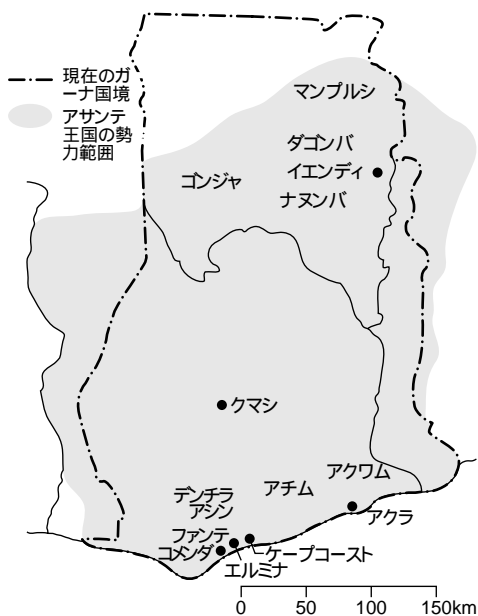 現在のガ
ーナ国境
アサンテ
王国の勢
力範囲
マンプルシ
ダゴンバ
イエンディ
ゴンジャ
ナヌンバ
クマシ
アクワム
アチム
デンチラ
アシン
アクラ
ファンテ
コメンダ
ケープコースト
エルミナ
0 50 100 150km